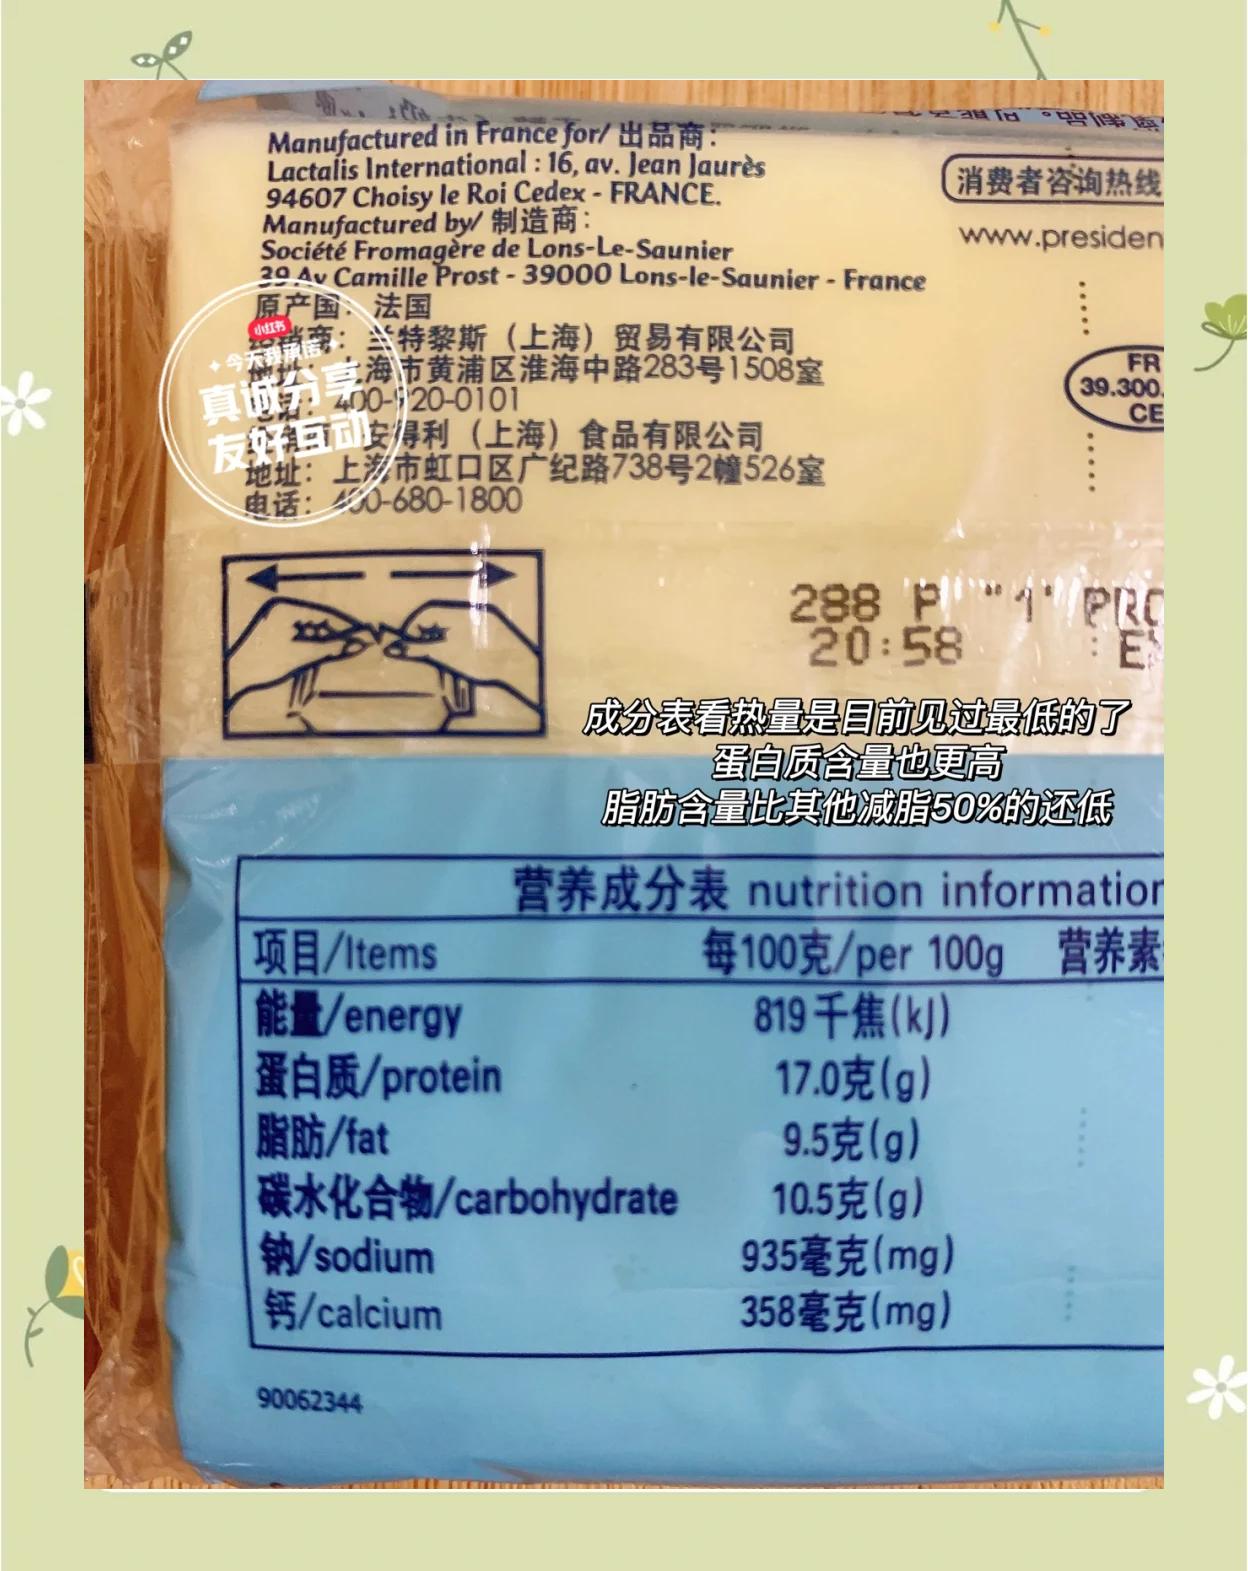 Manufactured in France for/ 出品商:
Lactalis International : 16, av. Jean Jaurès
94607 Choisy le Roi Cedex - FRANCE.
Manufactured by/ 制造商:
Société Fromagère de Lons-Le-Saunier
39 Av Camille Prost - 39000 Lons-le-Saunier - France
原产国: 法国
兰特黎斯（上海）贸易有限公司
海市黄浦区淮海中路283号1508室
400-920-0101
安得利（上海）食品有限公司
地址: 上海市虹口区广纪路738号2幢526室
电话: 400-680-1800
小红书
今天我承诺
真诚分享
友好互动
消费者咨询热线
www.presiden
FR
39.300.
CE
288 P "1" PRO
20:58
成分表看热量是目前见过最低的了
蛋白质含量也更高
脂肪含量比其他减脂50%的还低
营养成分表 nutrition information
项目/Items 每100克/per 100g 营养素
能量/energy 819千焦(kJ)
蛋白质/protein 17.0克(g)
脂肪/fat 9.5克(g)
碳水化合物/carbohydrate 10.5克(g)
钠/sodium 935毫克(mg)
钙/calcium 358毫克(mg)
90062344